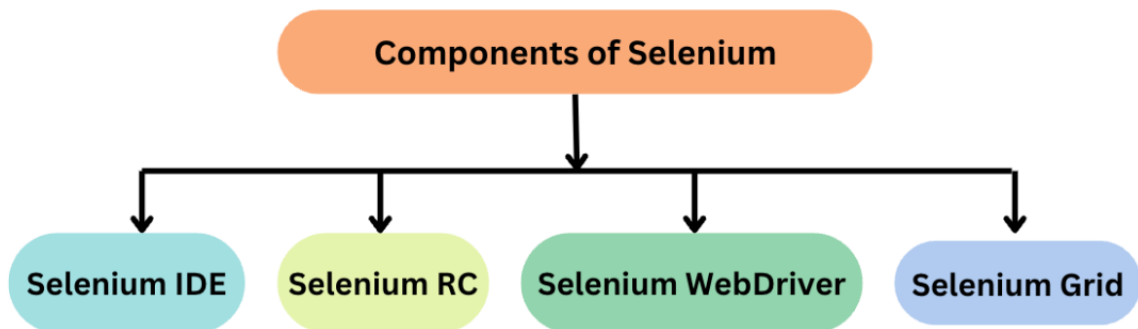 Components of Selenium
Selenium IDE
Selenium RC
Selenium WebDriver
Selenium Grid